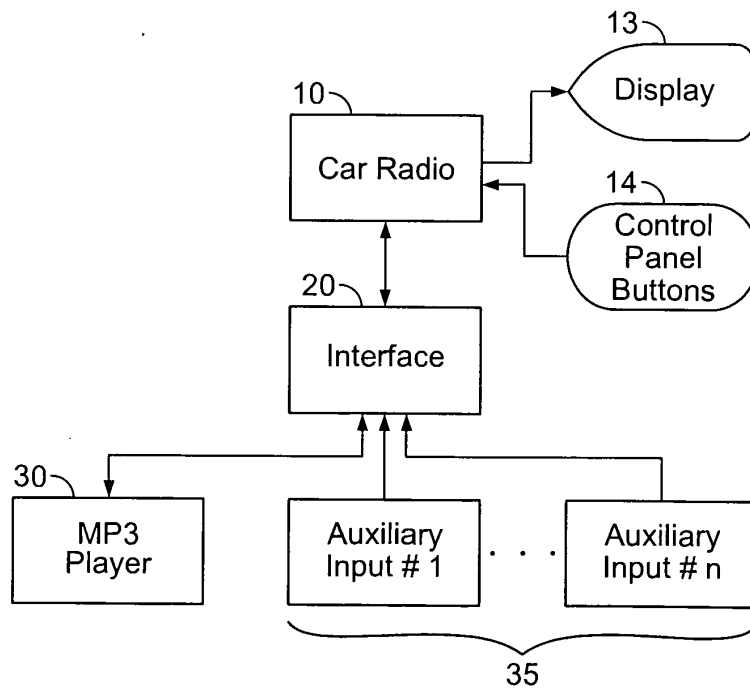 13
Display
10
Car Radio
14
Control
Panel
Buttons
20
Interface
30
MP3
Player
Auxiliary
Input # 1
. . .
Auxiliary
Input # n
35